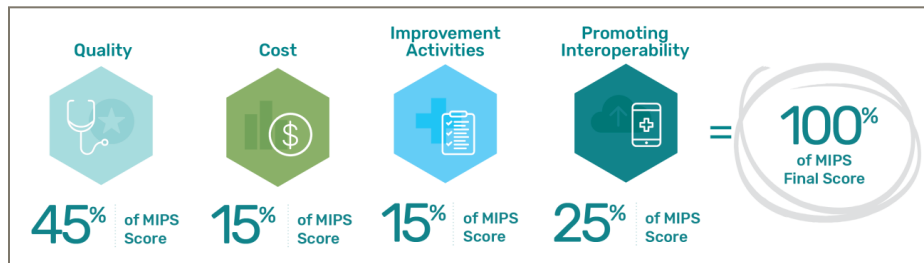 Quality
45% of MIPS
Score
Cost
$
15% of MIPS
Score
Improvement
Activities
15% of MIPS
Score
Promoting
Interoperability
25% of MIPS
Score
=
100%
of MIPS
Final Score